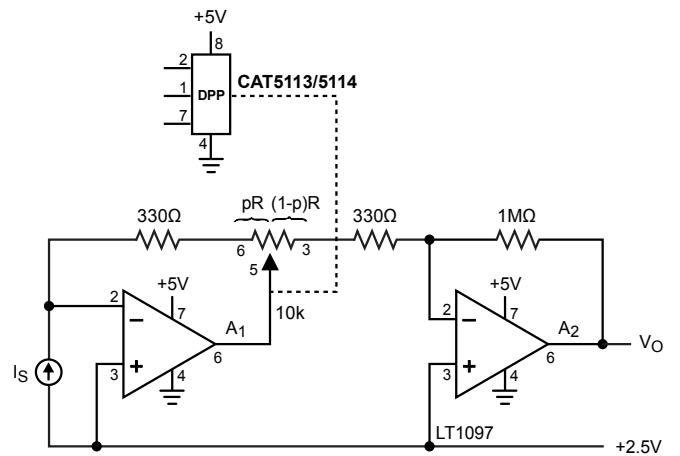 +5V
8
2
CAT5113/5114
1
DPP
7
4
pR (1-p)R
330Ω
330Ω
1MΩ
6
3
5
+5V
+5V
10k
2
7
A1
2
7
A2
–
–
6
6
VO
IS
3
+
4
3
+
4
LT1097
+2.5V